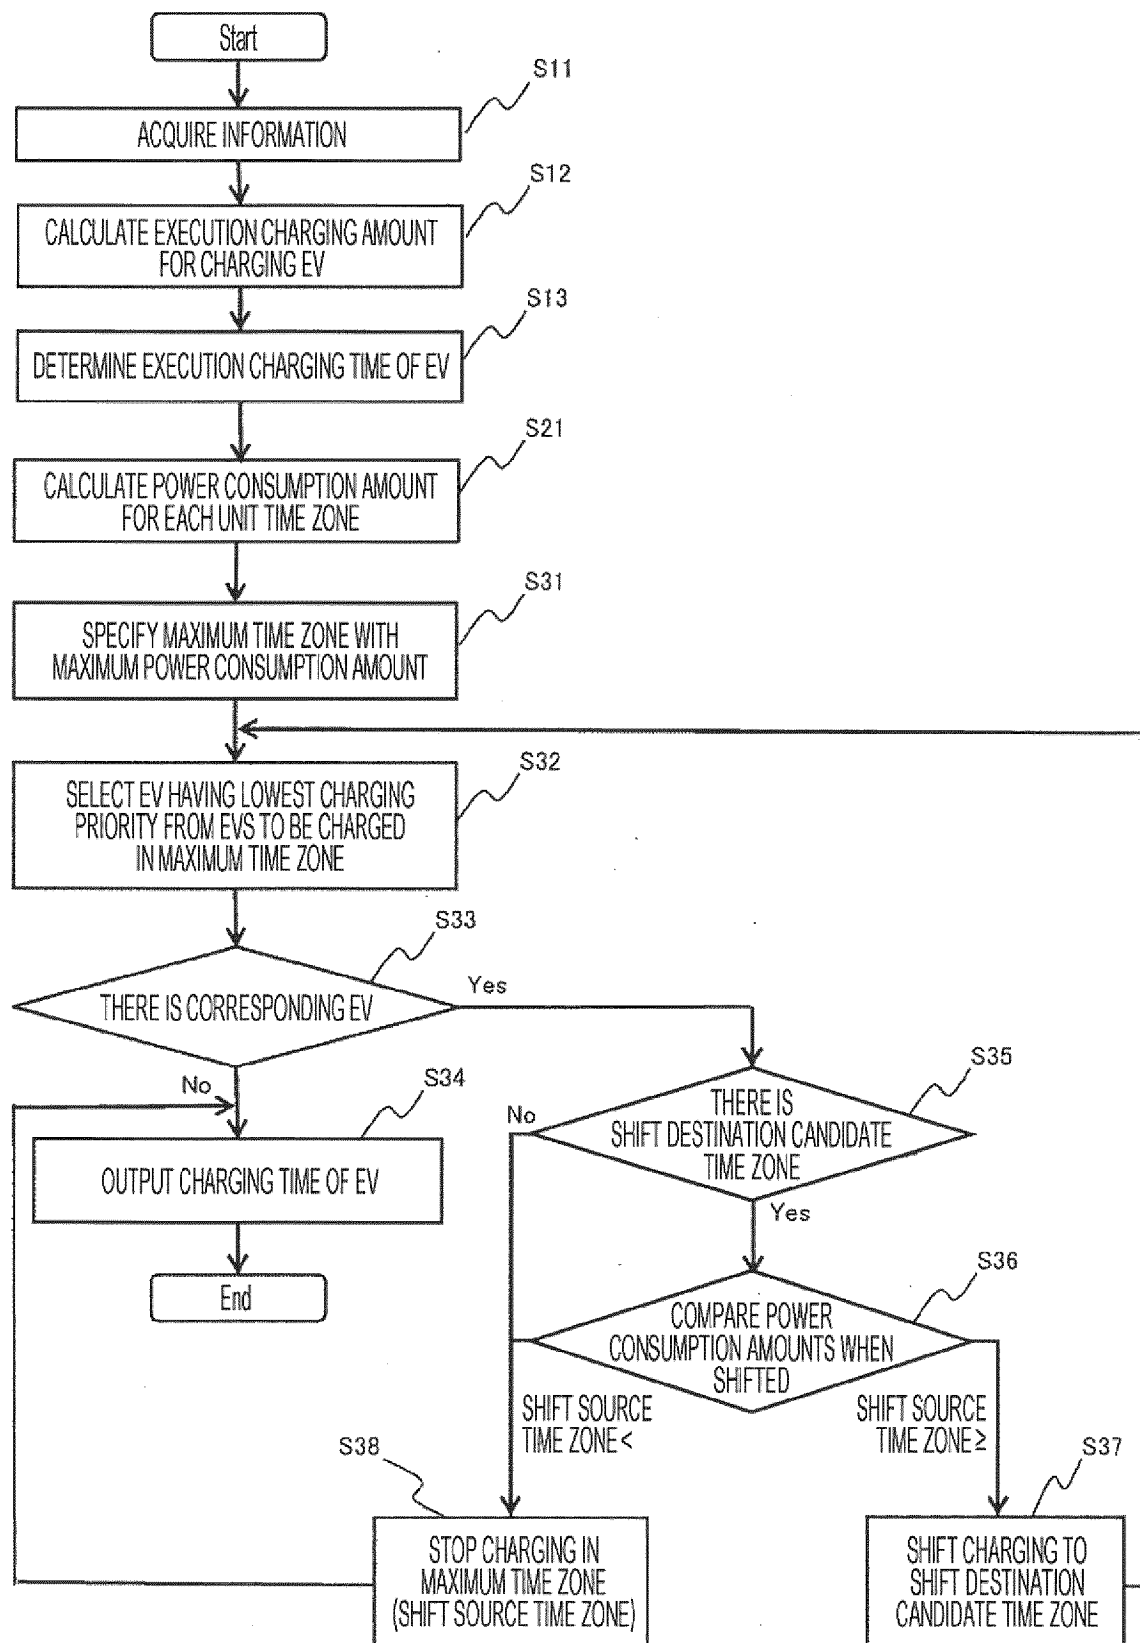 Start
S11
ACQUIRE INFORMATION
S12
CALCULATE EXECUTION CHARGING AMOUNT
FOR CHARGING EV
S13
DETERMINE EXECUTION CHARGING TIME OF EV
S21
CALCULATE POWER CONSUMPTION AMOUNT
FOR EACH UNIT TIME ZONE
S31
SPECIFY MAXIMUM TIME ZONE WITH
MAXIMUM POWER CONSUMPTION AMOUNT
S32
SELECT EV HAVING LOWEST CHARGING
PRIORITY FROM EVS TO BE CHARGED
IN MAXIMUM TIME ZONE
S33
THERE IS CORRESPONDING EV
Yes
No
S34
OUTPUT CHARGING TIME OF EV
End
S35
THERE IS
SHIFT DESTINATION CANDIDATE
TIME ZONE
No
Yes
S36
COMPARE POWER
CONSUMPTION AMOUNTS WHEN
SHIFTED
SHIFT SOURCE
TIME ZONE <
SHIFT SOURCE
TIME ZONE ≥
S38
STOP CHARGING IN
MAXIMUM TIME ZONE
(SHIFT SOURCE TIME ZONE)
S37
SHIFT CHARGING TO
SHIFT DESTINATION
CANDIDATE TIME ZONE